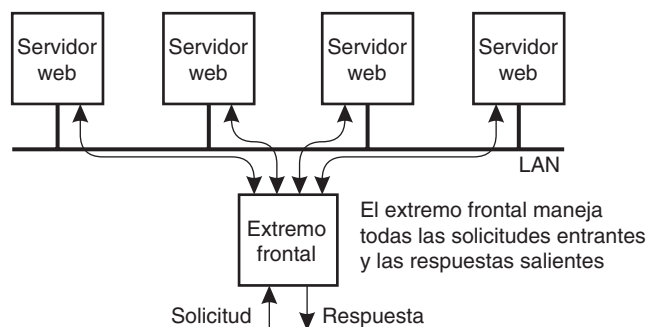 Servidor
web
Servidor
web
Servidor
web
Servidor
web
LAN
Extremo
frontal
El extremo frontal maneja
todas las solicitudes entrantes
y las respuestas salientes
Solicitud
Respuesta